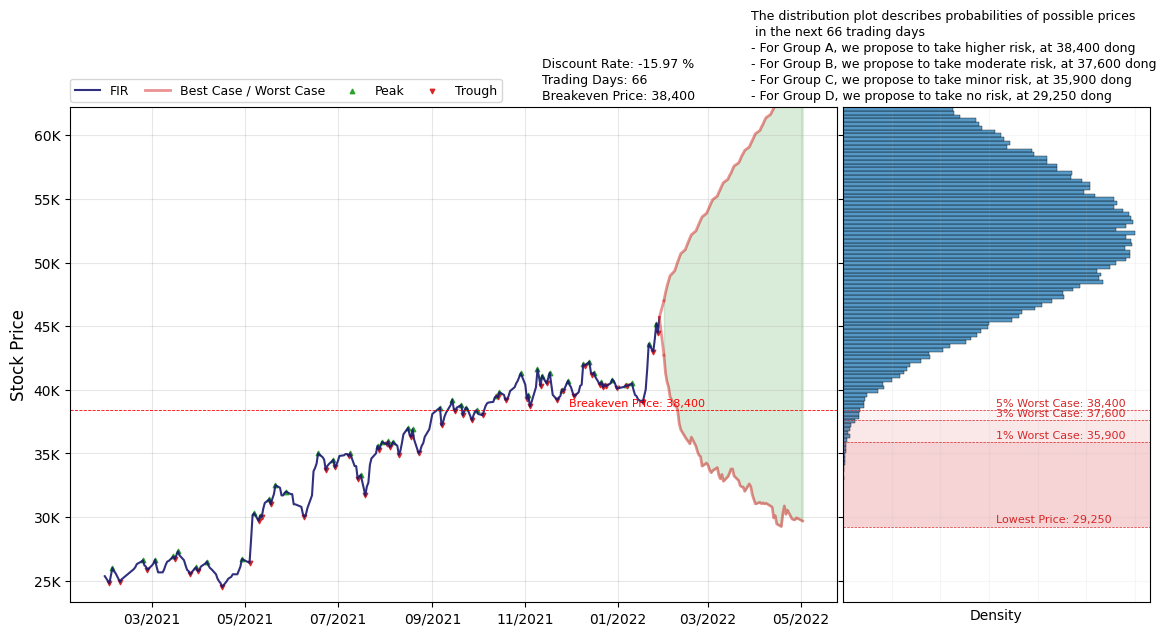 The distribution plot describes probabilities of possible prices
in the next 66 trading days
- For Group A, we propose to take higher risk, at 38,400 dong
- For Group B, we propose to take moderate risk, at 37,600 dong
- For Group C, we propose to take minor risk, at 35,900 dong
- For Group D, we propose to take no risk, at 29,250 dong
Discount Rate: -15.97 %
Trading Days: 66
Breakeven Price: 38,400
FIR Best Case / Worst Case Peak Trough
Stock Price
60K
55K
50K
45K
40K
35K
30K
25K
Breakeven Price: 38,400
5% Worst Case: 38,400
3% Worst Case: 37,600
1% Worst Case: 35,900
Lowest Price: 29,250
03/2021 05/2021 07/2021 09/2021 11/2021 01/2022 03/2022 05/2022
Density